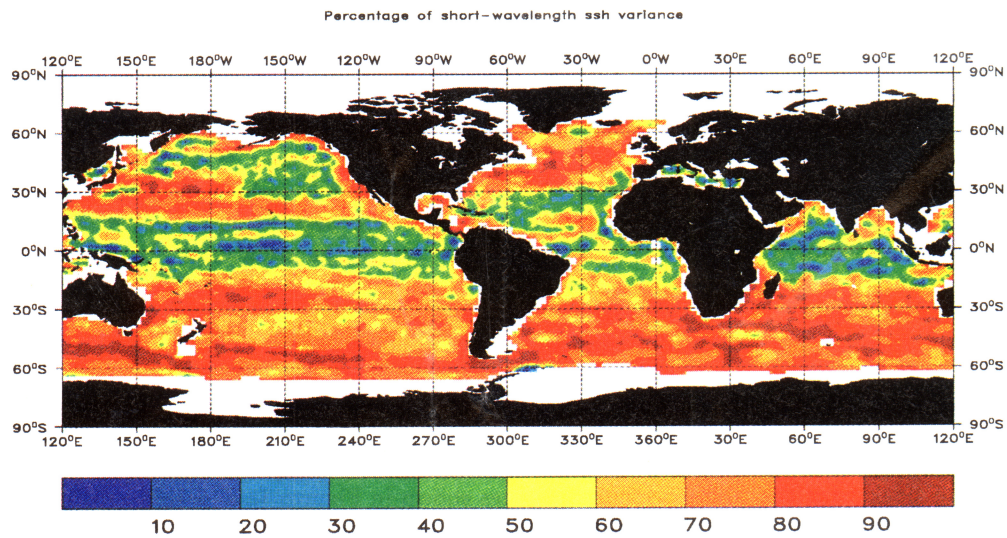 Percentage of short-wavelength ssh variance
120°E 150°E 180°W 150°W 120°W 90°W 60°W 30°W 0°W 30°E 60°E 90°E 120°E
90°N 90°N
60°N 60°N
30°N 30°N
0°N 0°N
30°S 30°S
60°S 60°S
90°S 90°S
120°E 150°E 180°E 210°E 240°E 270°E 300°E 330°E 360°E 30°E 60°E 90°E 120°E
10 20 30 40 50 60 70 80 90